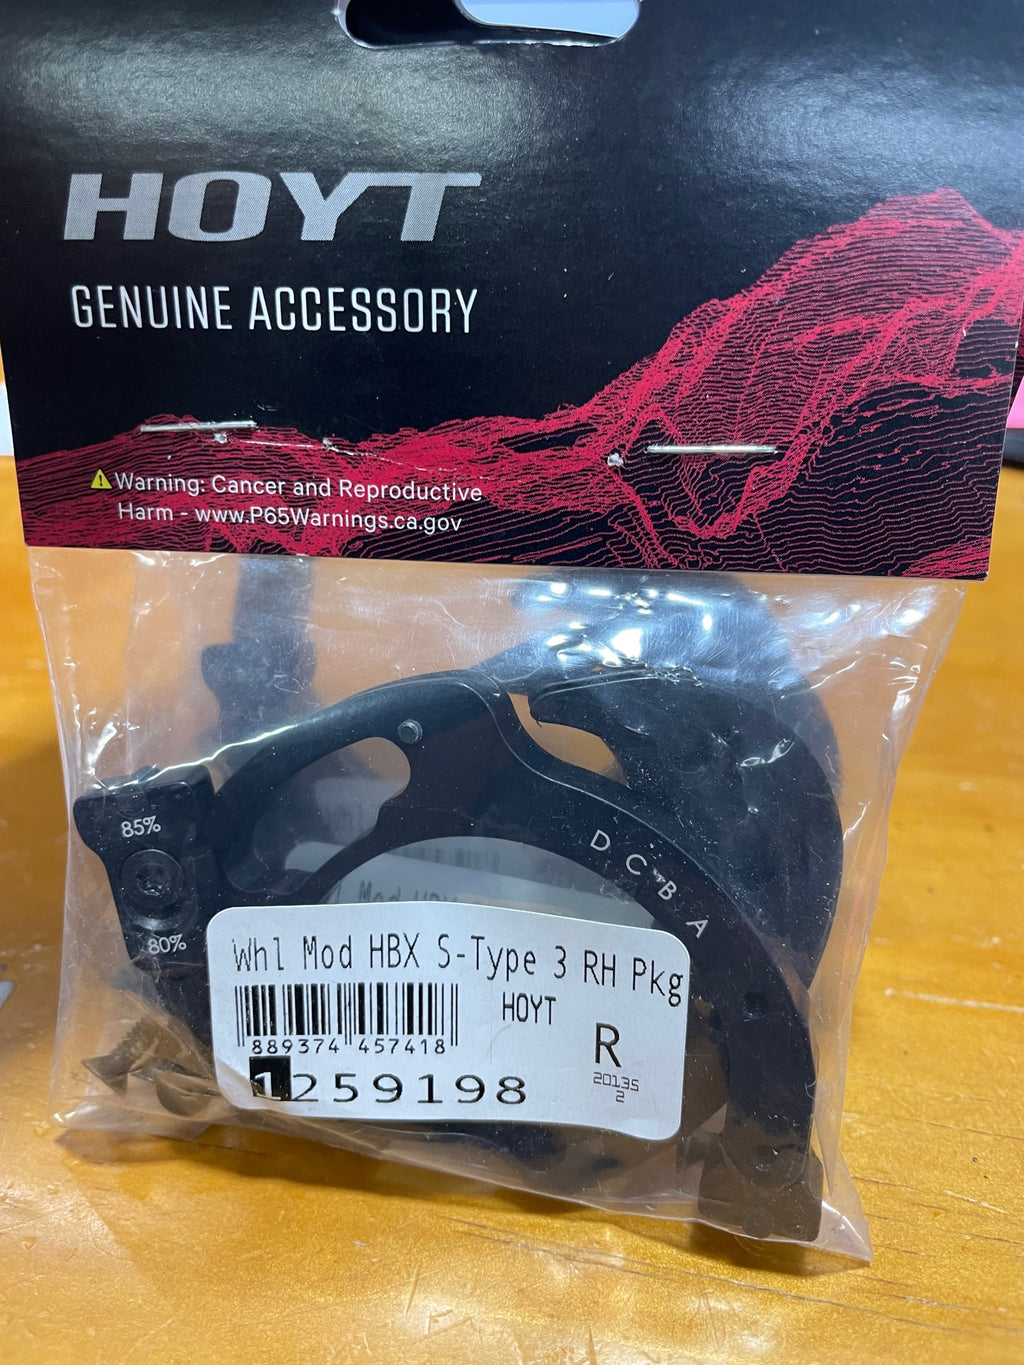 HOYT
GENUINE ACCESSORY
Warning: Cancer and Reproductive
Harm - www.P65Warnings.ca.gov
85%
80%
D C B A
Whl Mod HBX S-Type 3 RH Pkg
HOYT
889374 457418
R
20135
2
1259198